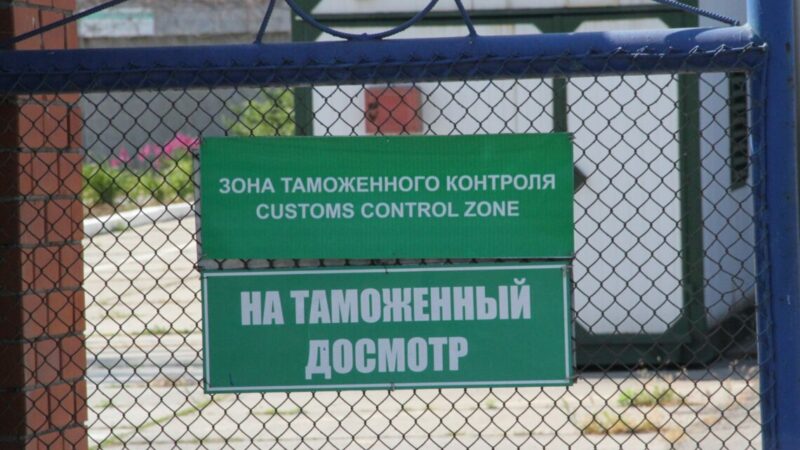 ЗОНА ТАМОЖЕННОГО КОНТРОЛЯ
CUSTOMS CONTROL ZONE
НА ТАМОЖЕННЫЙ
ДОСМОТР